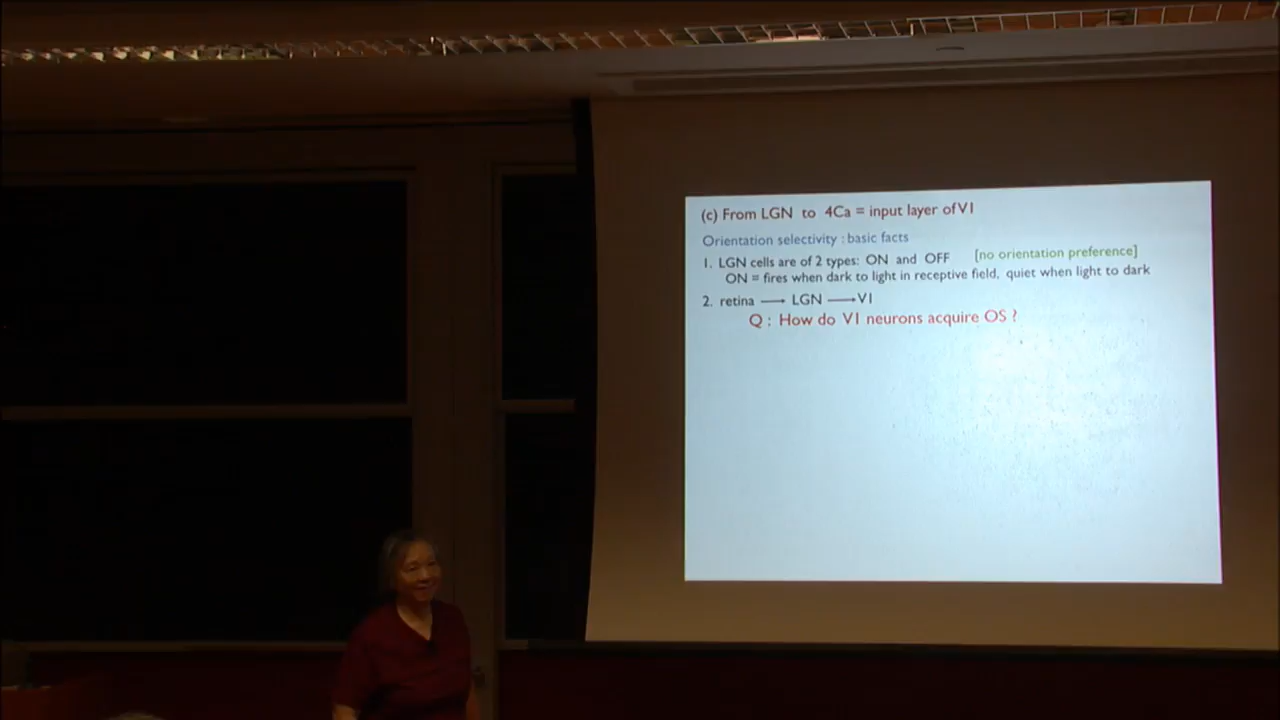 (c) From LGN to 4Ca = input layer of V1
Orientation selectivity : basic facts
1. LGN cells are of 2 types: ON and OFF [no orientation preference]
ON = fires when dark to light in receptive field, quiet when light to dark
2. retina → LGN → V1
Q : How do V1 neurons acquire OS ?